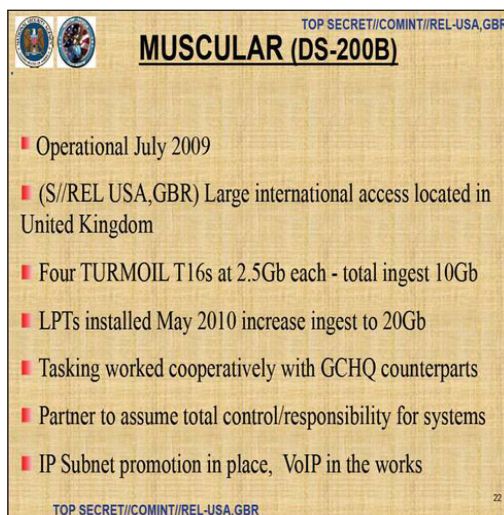 TOP SECRET//COMINT//REL-USA,GBR
MUSCULAR (DS-200B)
Operational July 2009
(S//REL USA,GBR) Large international access located in
United Kingdom
Four TURMOIL T16s at 2.5Gb each - total ingest 10Gb
LPTs installed May 2010 increase ingest to 20Gb
Tasking worked cooperatively with GCHQ counterparts
Partner to assume total control/responsibility for systems
IP Subnet promotion in place, VoIP in the works
22
TOP SECRET//COMINT//REL-USA,GBR